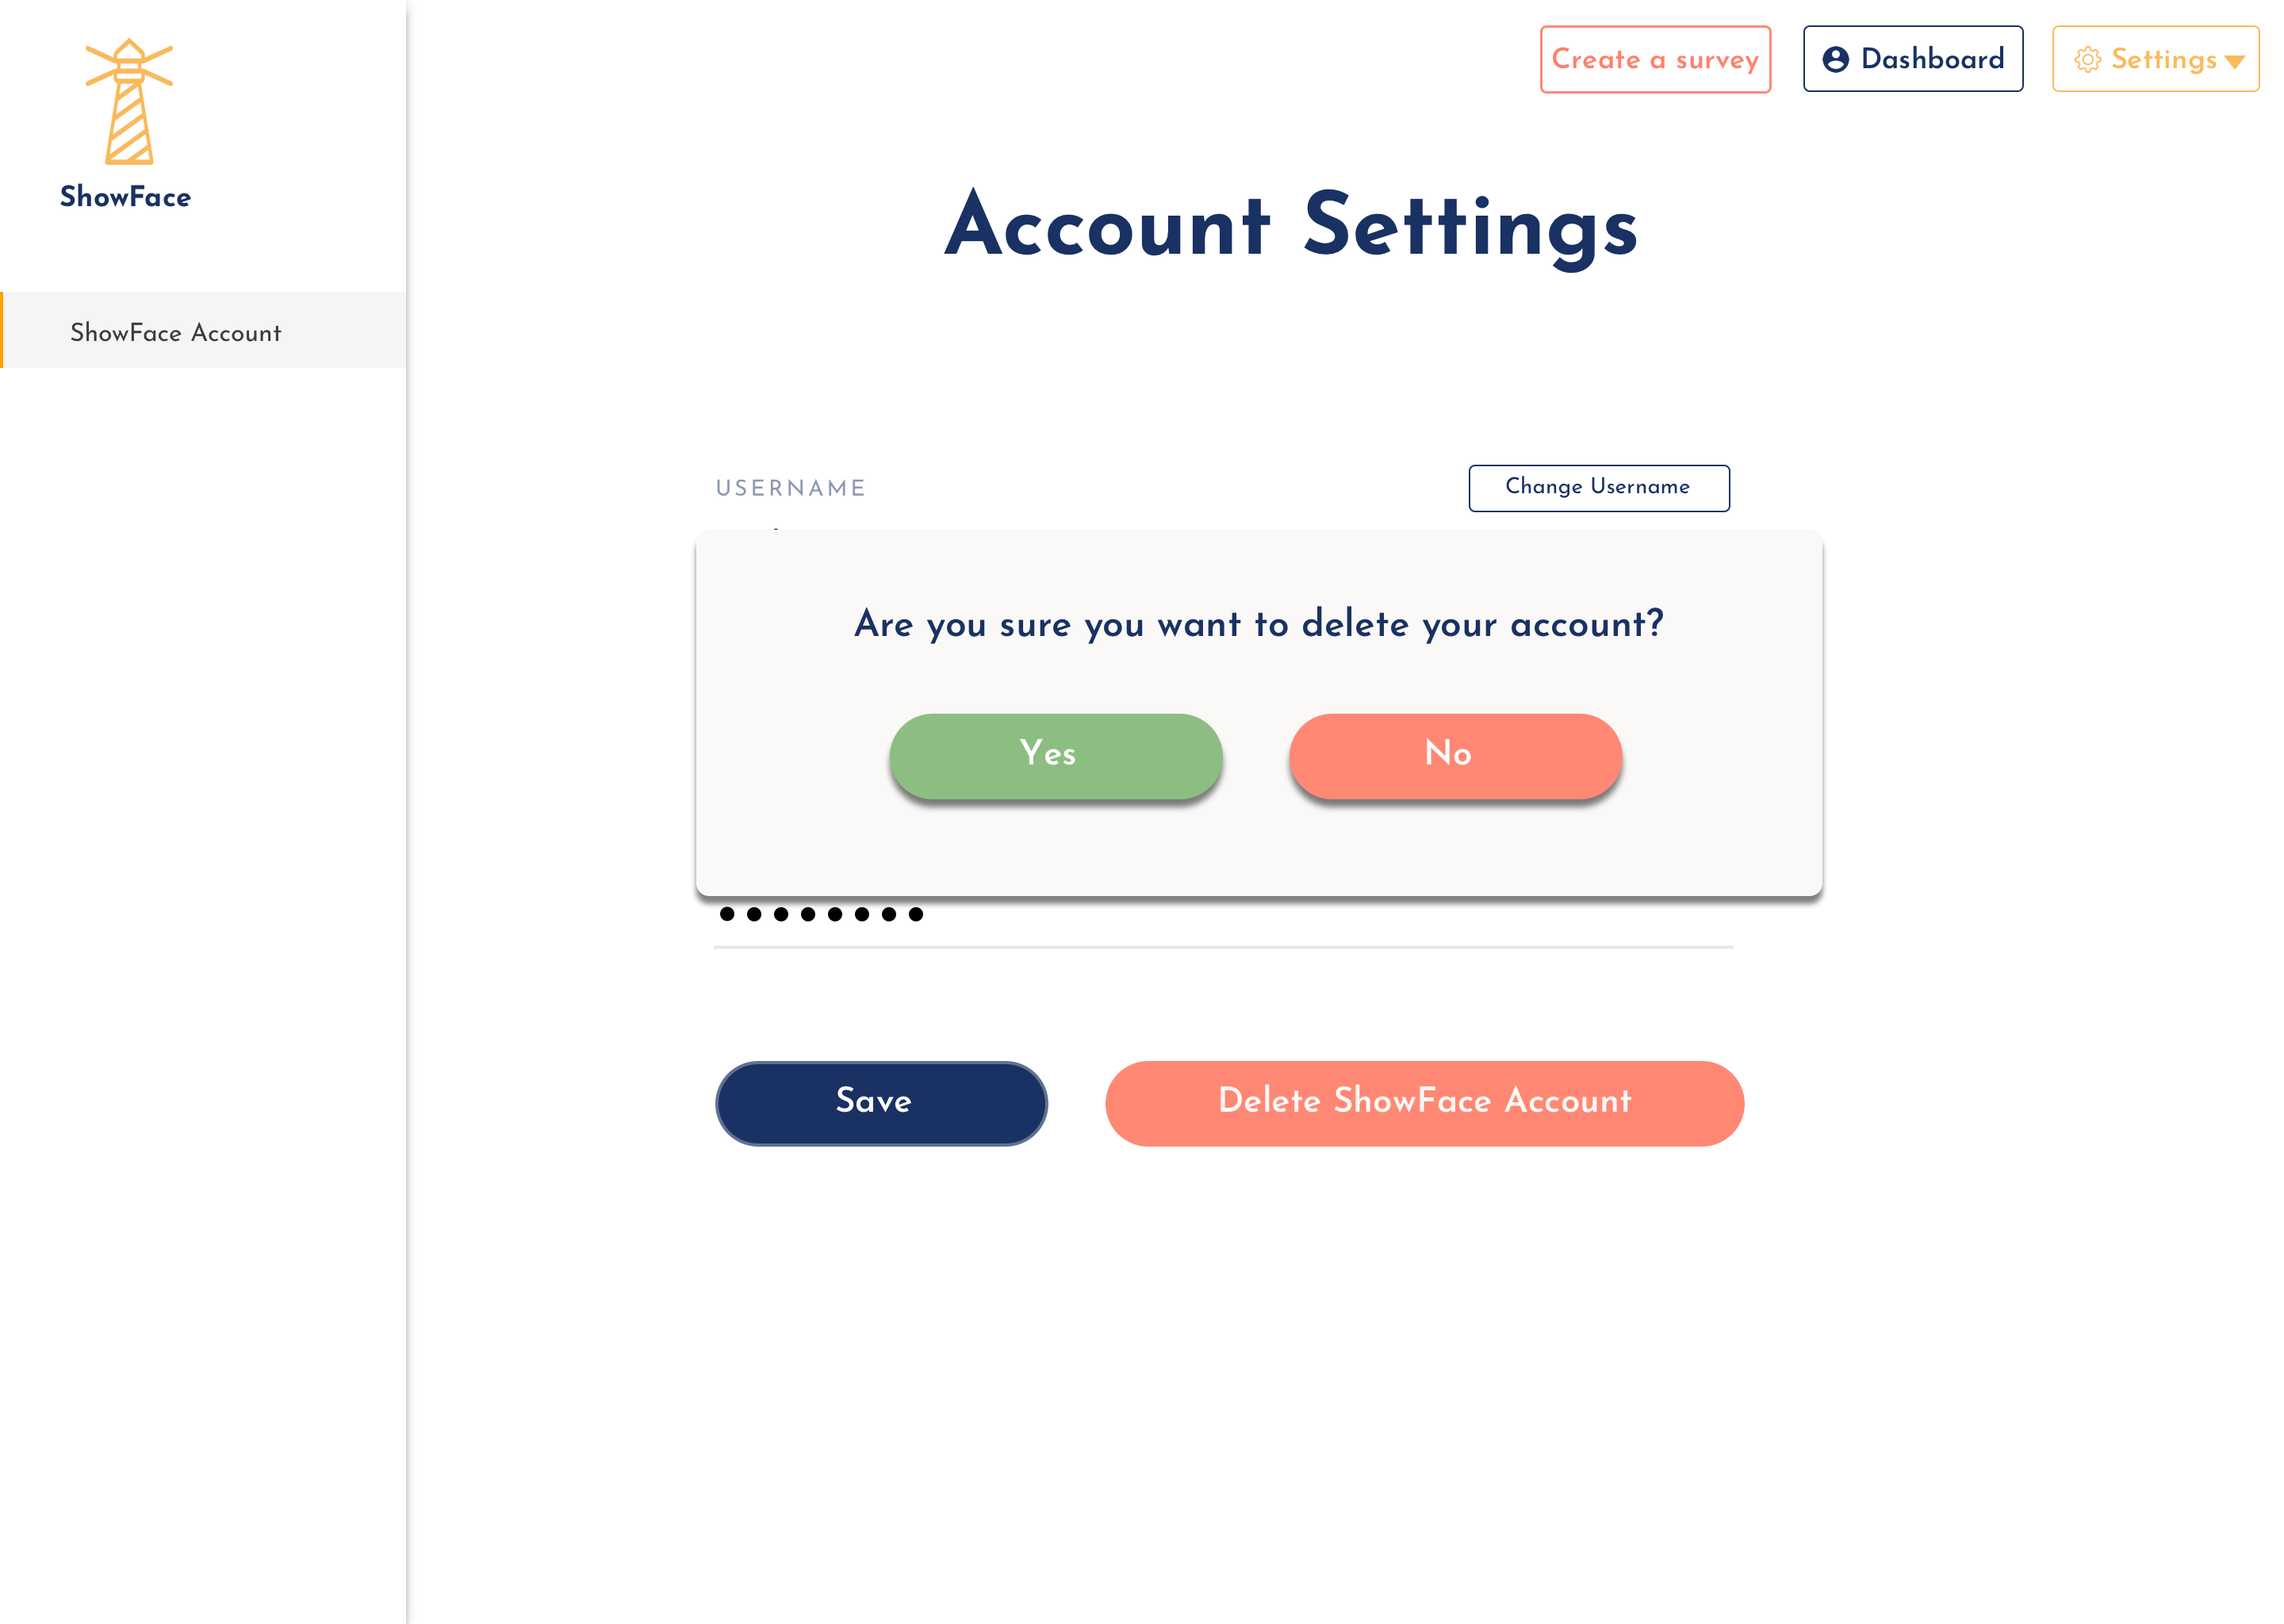 Create a survey
Dashboard
Settings
ShowFace
Account Settings
ShowFace Account
USERNAME
Change Username
Are you sure you want to delete your account?
Yes
No
Save
Delete ShowFace Account